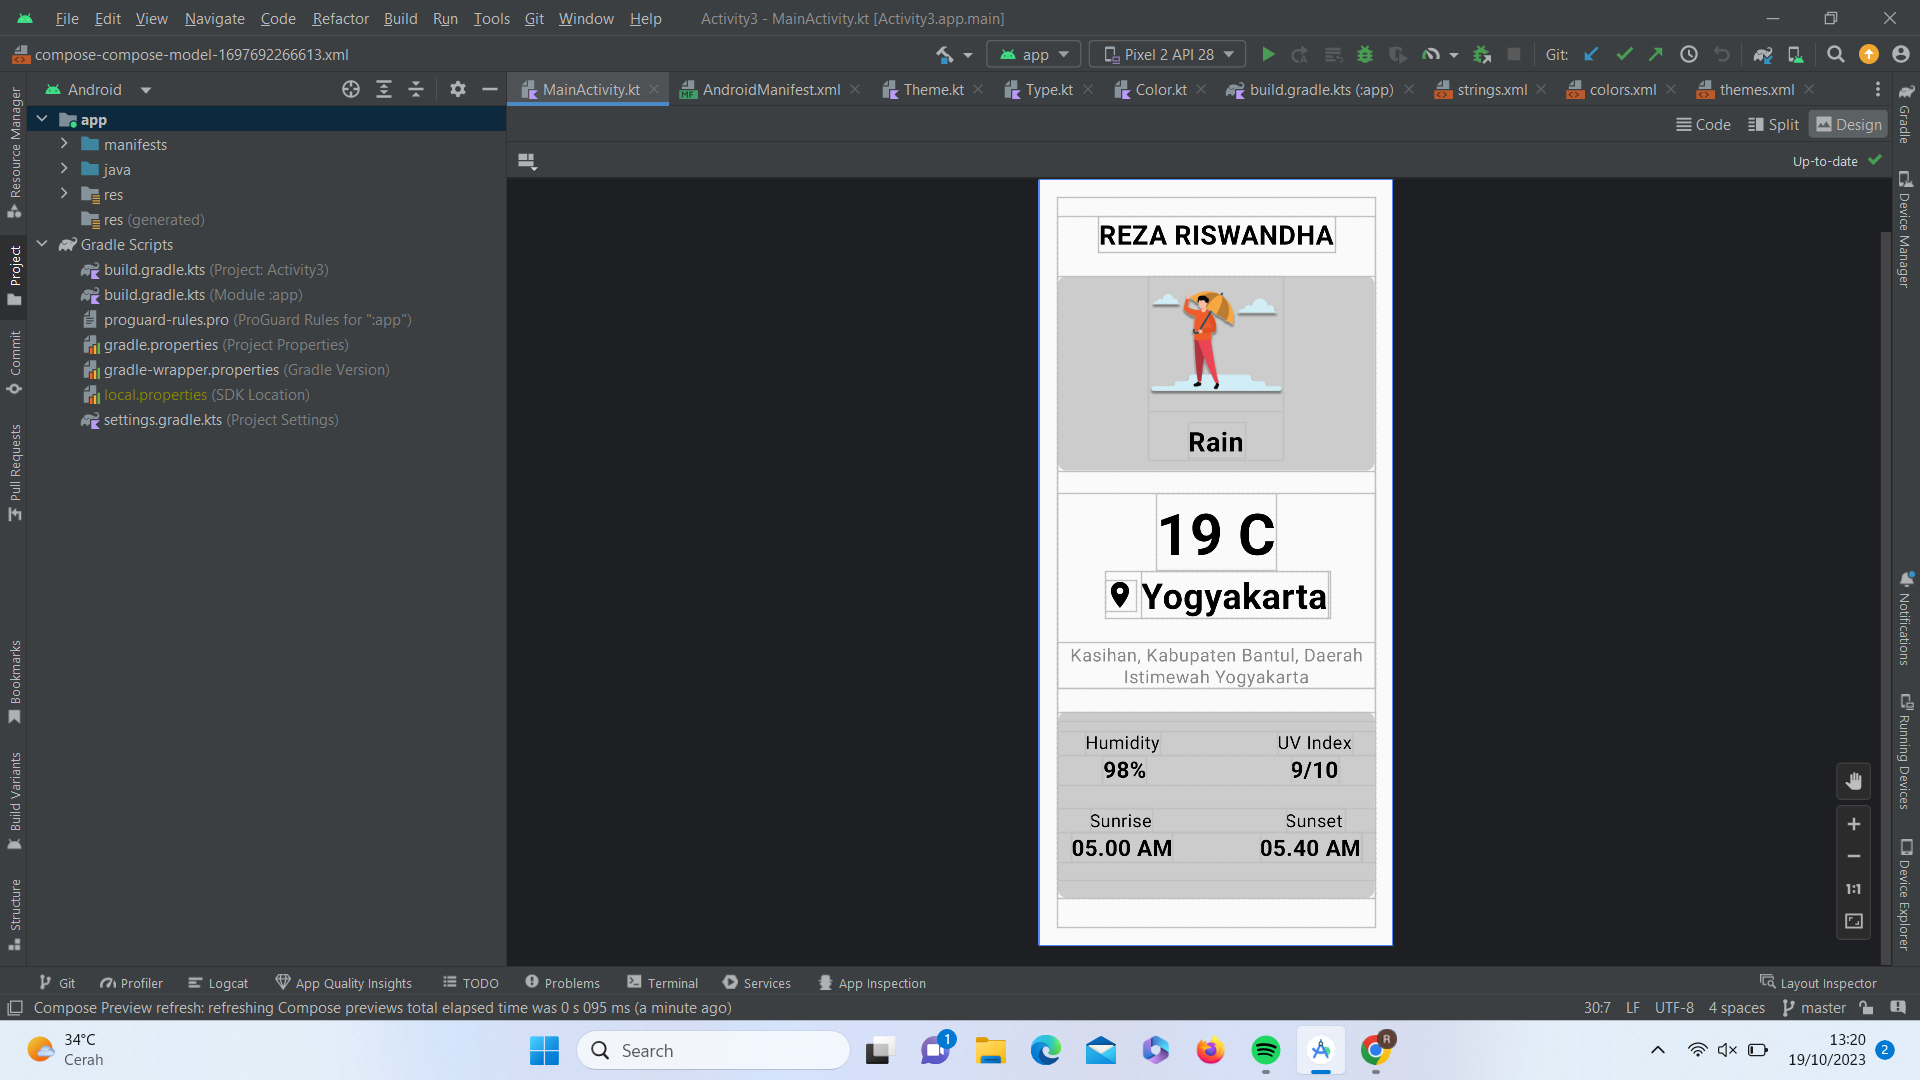 File Edit View Navigate Code Refactor Build Run Tools Git Window Help Activity3 - MainActivity.kt [Activity3.app.main]
compose-compose-model-1697692266613.xml app Pixel 2 API 28 Git:
Android MainActivity.kt AndroidManifest.xml Theme.kt Type.kt Color.kt build.gradle.kts (:app) strings.xml colors.xml themes.xml
Code Split Design
Up-to-date
Resource Manager
Project
Commit
Pull Requests
Bookmarks
Build Variants
Structure
app
manifests
java
res
res (generated)
Gradle Scripts
build.gradle.kts (Project: Activity3)
build.gradle.kts (Module :app)
proguard-rules.pro (ProGuard Rules for ":app")
gradle.properties (Project Properties)
gradle-wrapper.properties (Gradle Version)
local.properties (SDK Location)
settings.gradle.kts (Project Settings)
REZA RISWANDHA
Rain
19 C
Yogyakarta
Kasihan, Kabupaten Bantul, Daerah
Istimewah Yogyakarta
Humidity UV Index
98% 9/10
Sunrise Sunset
05.00 AM 05.40 AM
1:1
Gradle
Device Manager
Notifications
Running Devices
Device Explorer
Git Profiler Logcat App Quality Insights TODO Problems Terminal Services App Inspection Layout Inspector
Compose Preview refresh: refreshing Compose previews total elapsed time was 0 s 095 ms (a minute ago) 30:7 LF UTF-8 4 spaces master
34°C
Cerah
Search
1
R
13:20
19/10/2023
2